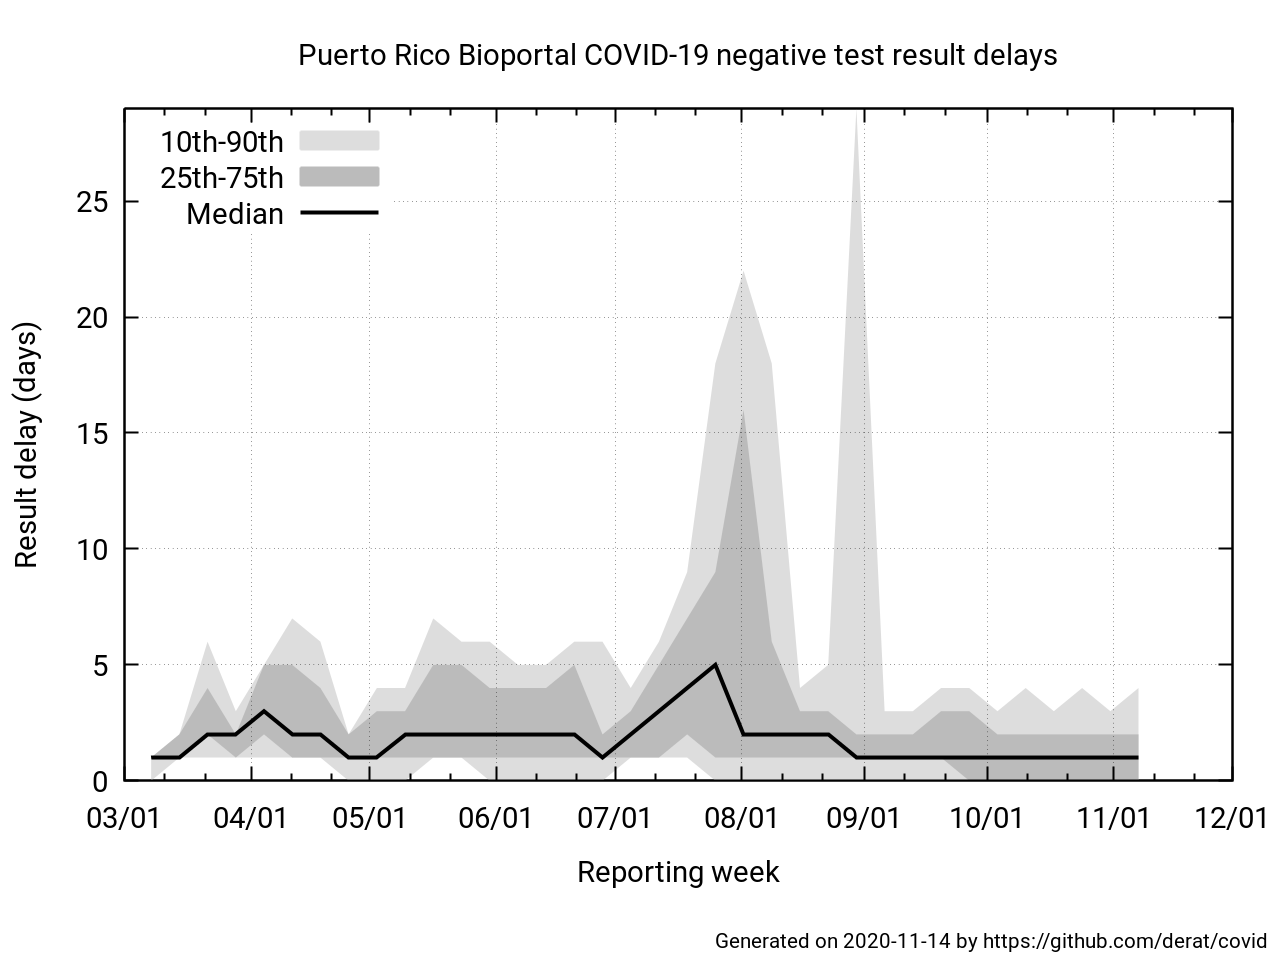 Puerto Rico Bioportal COVID-19 negative test result delays
10th-90th
25th-75th
Median
25
20
15
10
5
0
Result delay (days)
03/01 04/01 05/01 06/01 07/01 08/01 09/01 10/01 11/01 12/01
Reporting week
Generated on 2020-11-14 by https://github.com/derat/covid